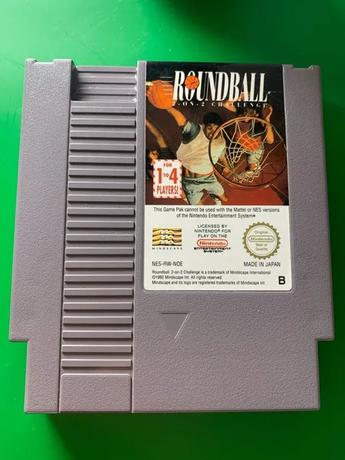 ROUNDBALL
2-ON-2 CHALLENGE
FOR
1 TO 4
PLAYERS!
This Game Pak cannot be used with the Mattel or NES versions
of the Nintendo Entertainment System®.
MINDSCAPE
LICENSED BY
NINTENDO® FOR
PLAY ON THE
Nintendo
ENTERTAINMENT
SYSTEM®
Original
Nintendo
Seal of
Quality
NES-RW-NOE
MADE IN JAPAN
Roundball: 2-on-2 Challenge is a trademark of Mindscape International
©1992 Mindscape Int. All rights reserved.
Mindscape and its logo are registered trademarks of Mindscape Int.
B